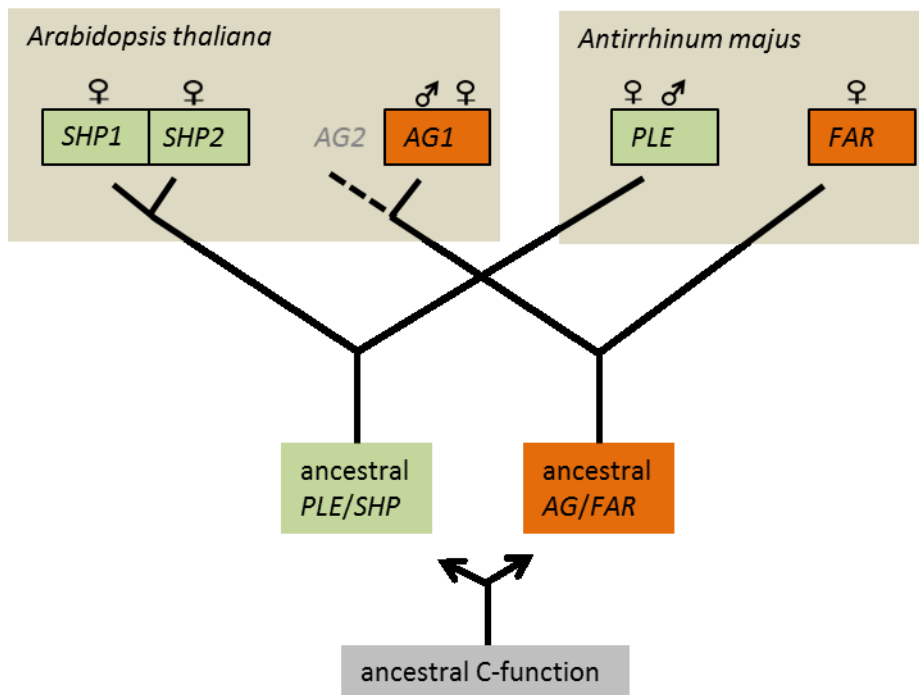 Arabidopsis thaliana
Antirrhinum majus
♀ ♀ ♂ ♀ ♀ ♂ ♀
SHP1 SHP2 AG2 AG1 PLE FAR
ancestral
PLE/SHP
ancestral
AG/FAR
ancestral C-function